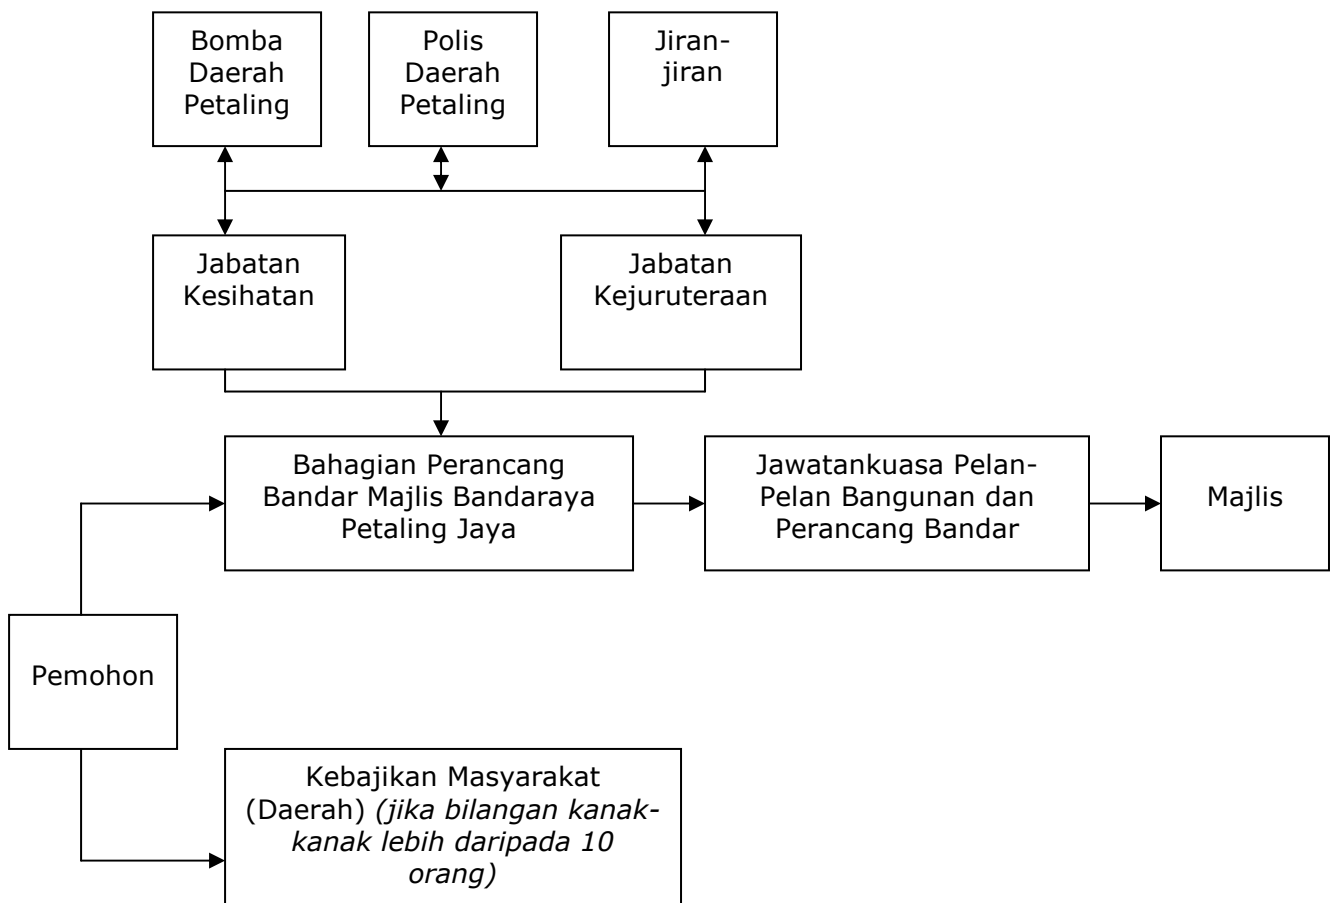 Bomba
Daerah
Petaling
Polis
Daerah
Petaling
Jiran-
jiran
Jabatan
Kesihatan
Jabatan
Kejuruteraan
Bahagian Perancang
Bandar Majlis Bandaraya
Petaling Jaya
Jawatankuasa Pelan-
Pelan Bangunan dan
Perancang Bandar
Majlis
Pemohon
Kebajikan Masyarakat
(Daerah) (jika bilangan kanak-
kanak lebih daripada 10
orang)